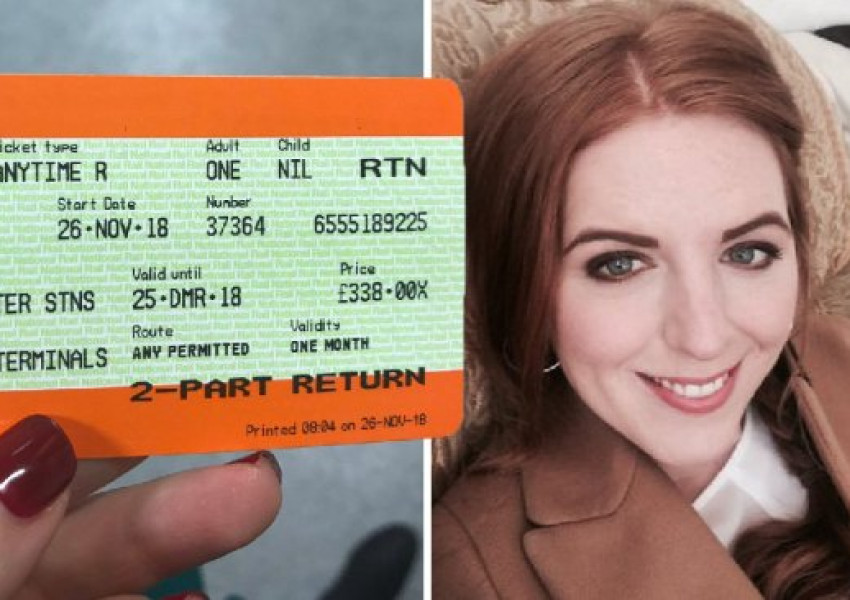 icket type Adult Child
ANYTIME R ONE NIL RTN
Start Date Number
26·NOV·18 37364 6555189225
Valid until Price
TER STNS 25·DMR·18 £338·00X
Route Validity
TERMINALS ANY PERMITTED ONE MONTH
2-PART RETURN
Printed 08:04 on 26-NOV-18